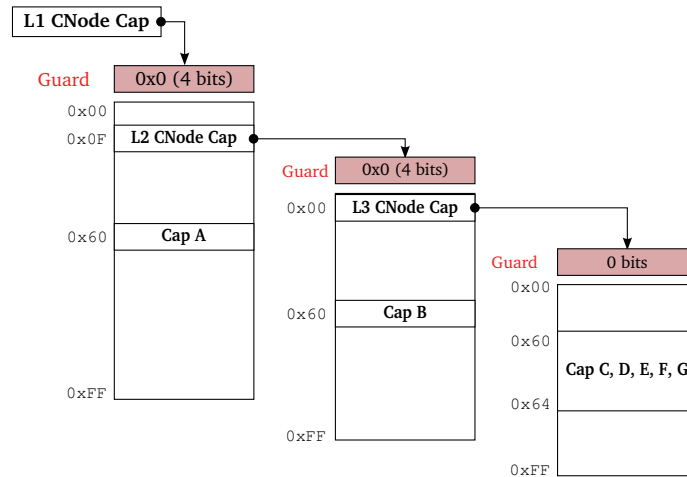 L1 CNode Cap
Guard 0x0 (4 bits)
0x00
0x0F L2 CNode Cap
0x60 Cap A
0xFF
Guard 0x0 (4 bits)
0x00 L3 CNode Cap
0x60 Cap B
0xFF
Guard 0 bits
0x00
0x60
Cap C, D, E, F, G
0x64
0xFF